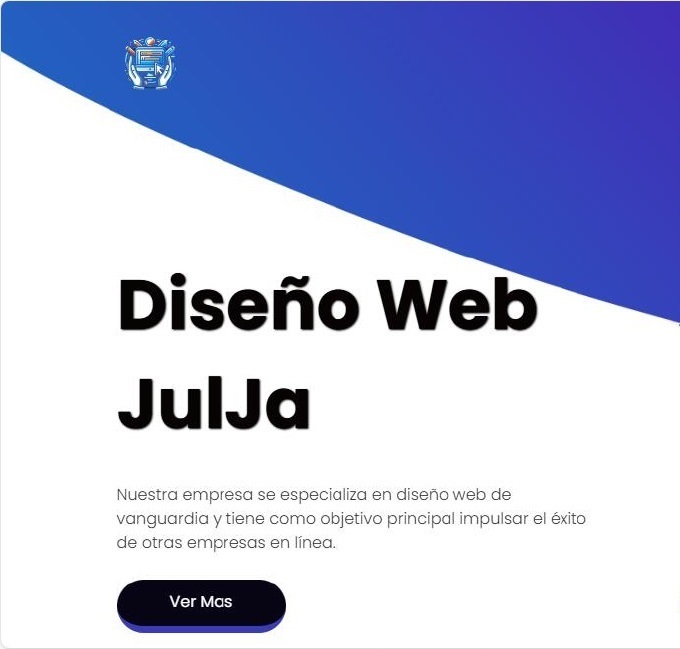 Diseño Web
JulJa
Nuestra empresa se especializa en diseño web de
vanguardia y tiene como objetivo principal impulsar el éxito
de otras empresas en línea.
Ver Mas